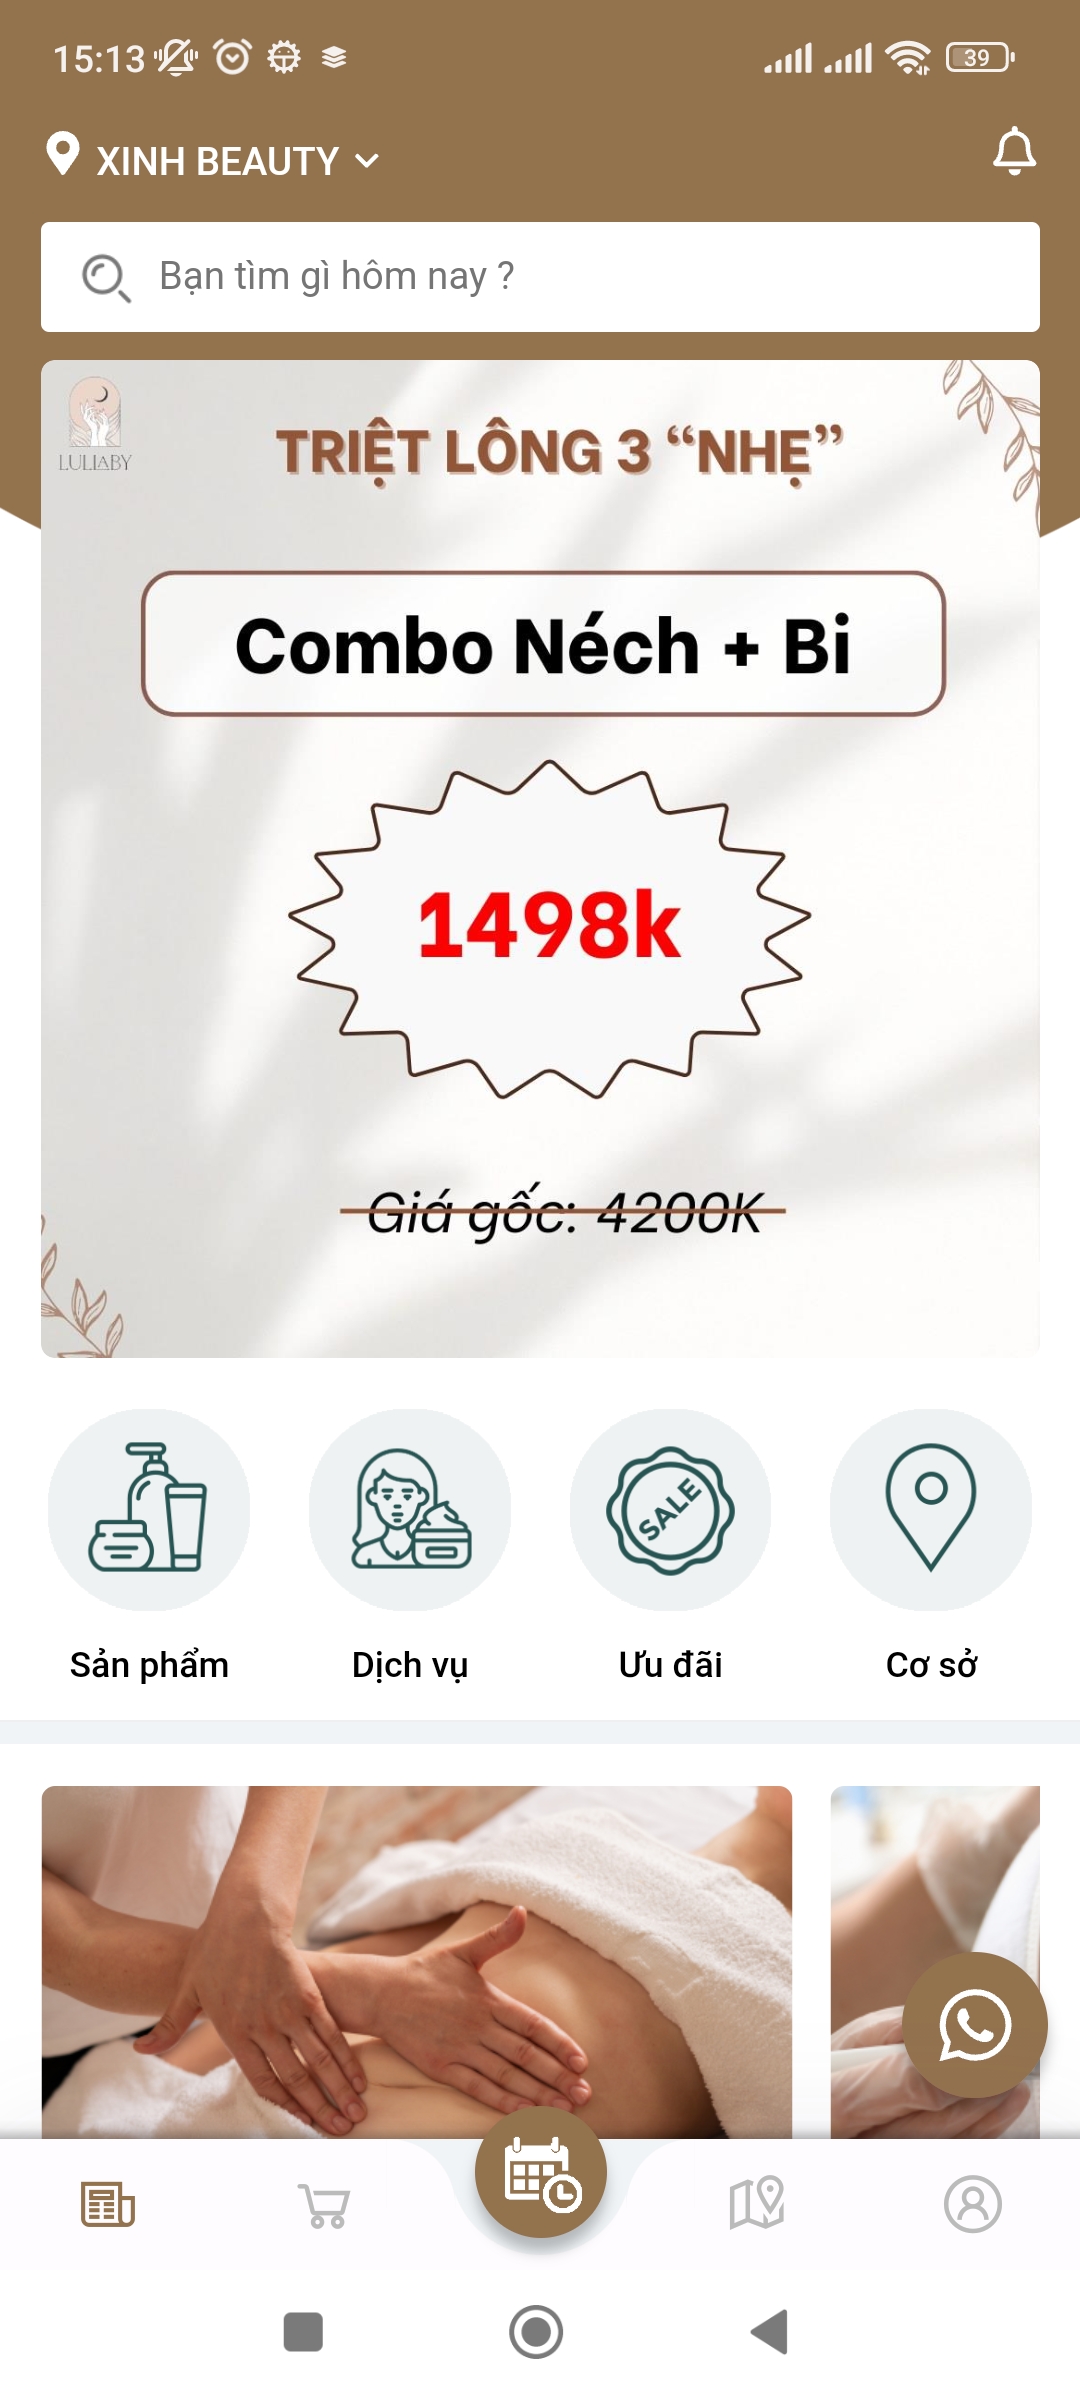 15:13
39
XINH BEAUTY
Bạn tìm gì hôm nay ?
LULLABY
TRIỆT LÔNG 3 “NHẸ”
Combo Néch + Bi
1498k
Giá gốc: 4200K
SALE
Sản phẩm
Dịch vụ
Ưu đãi
Cơ sở